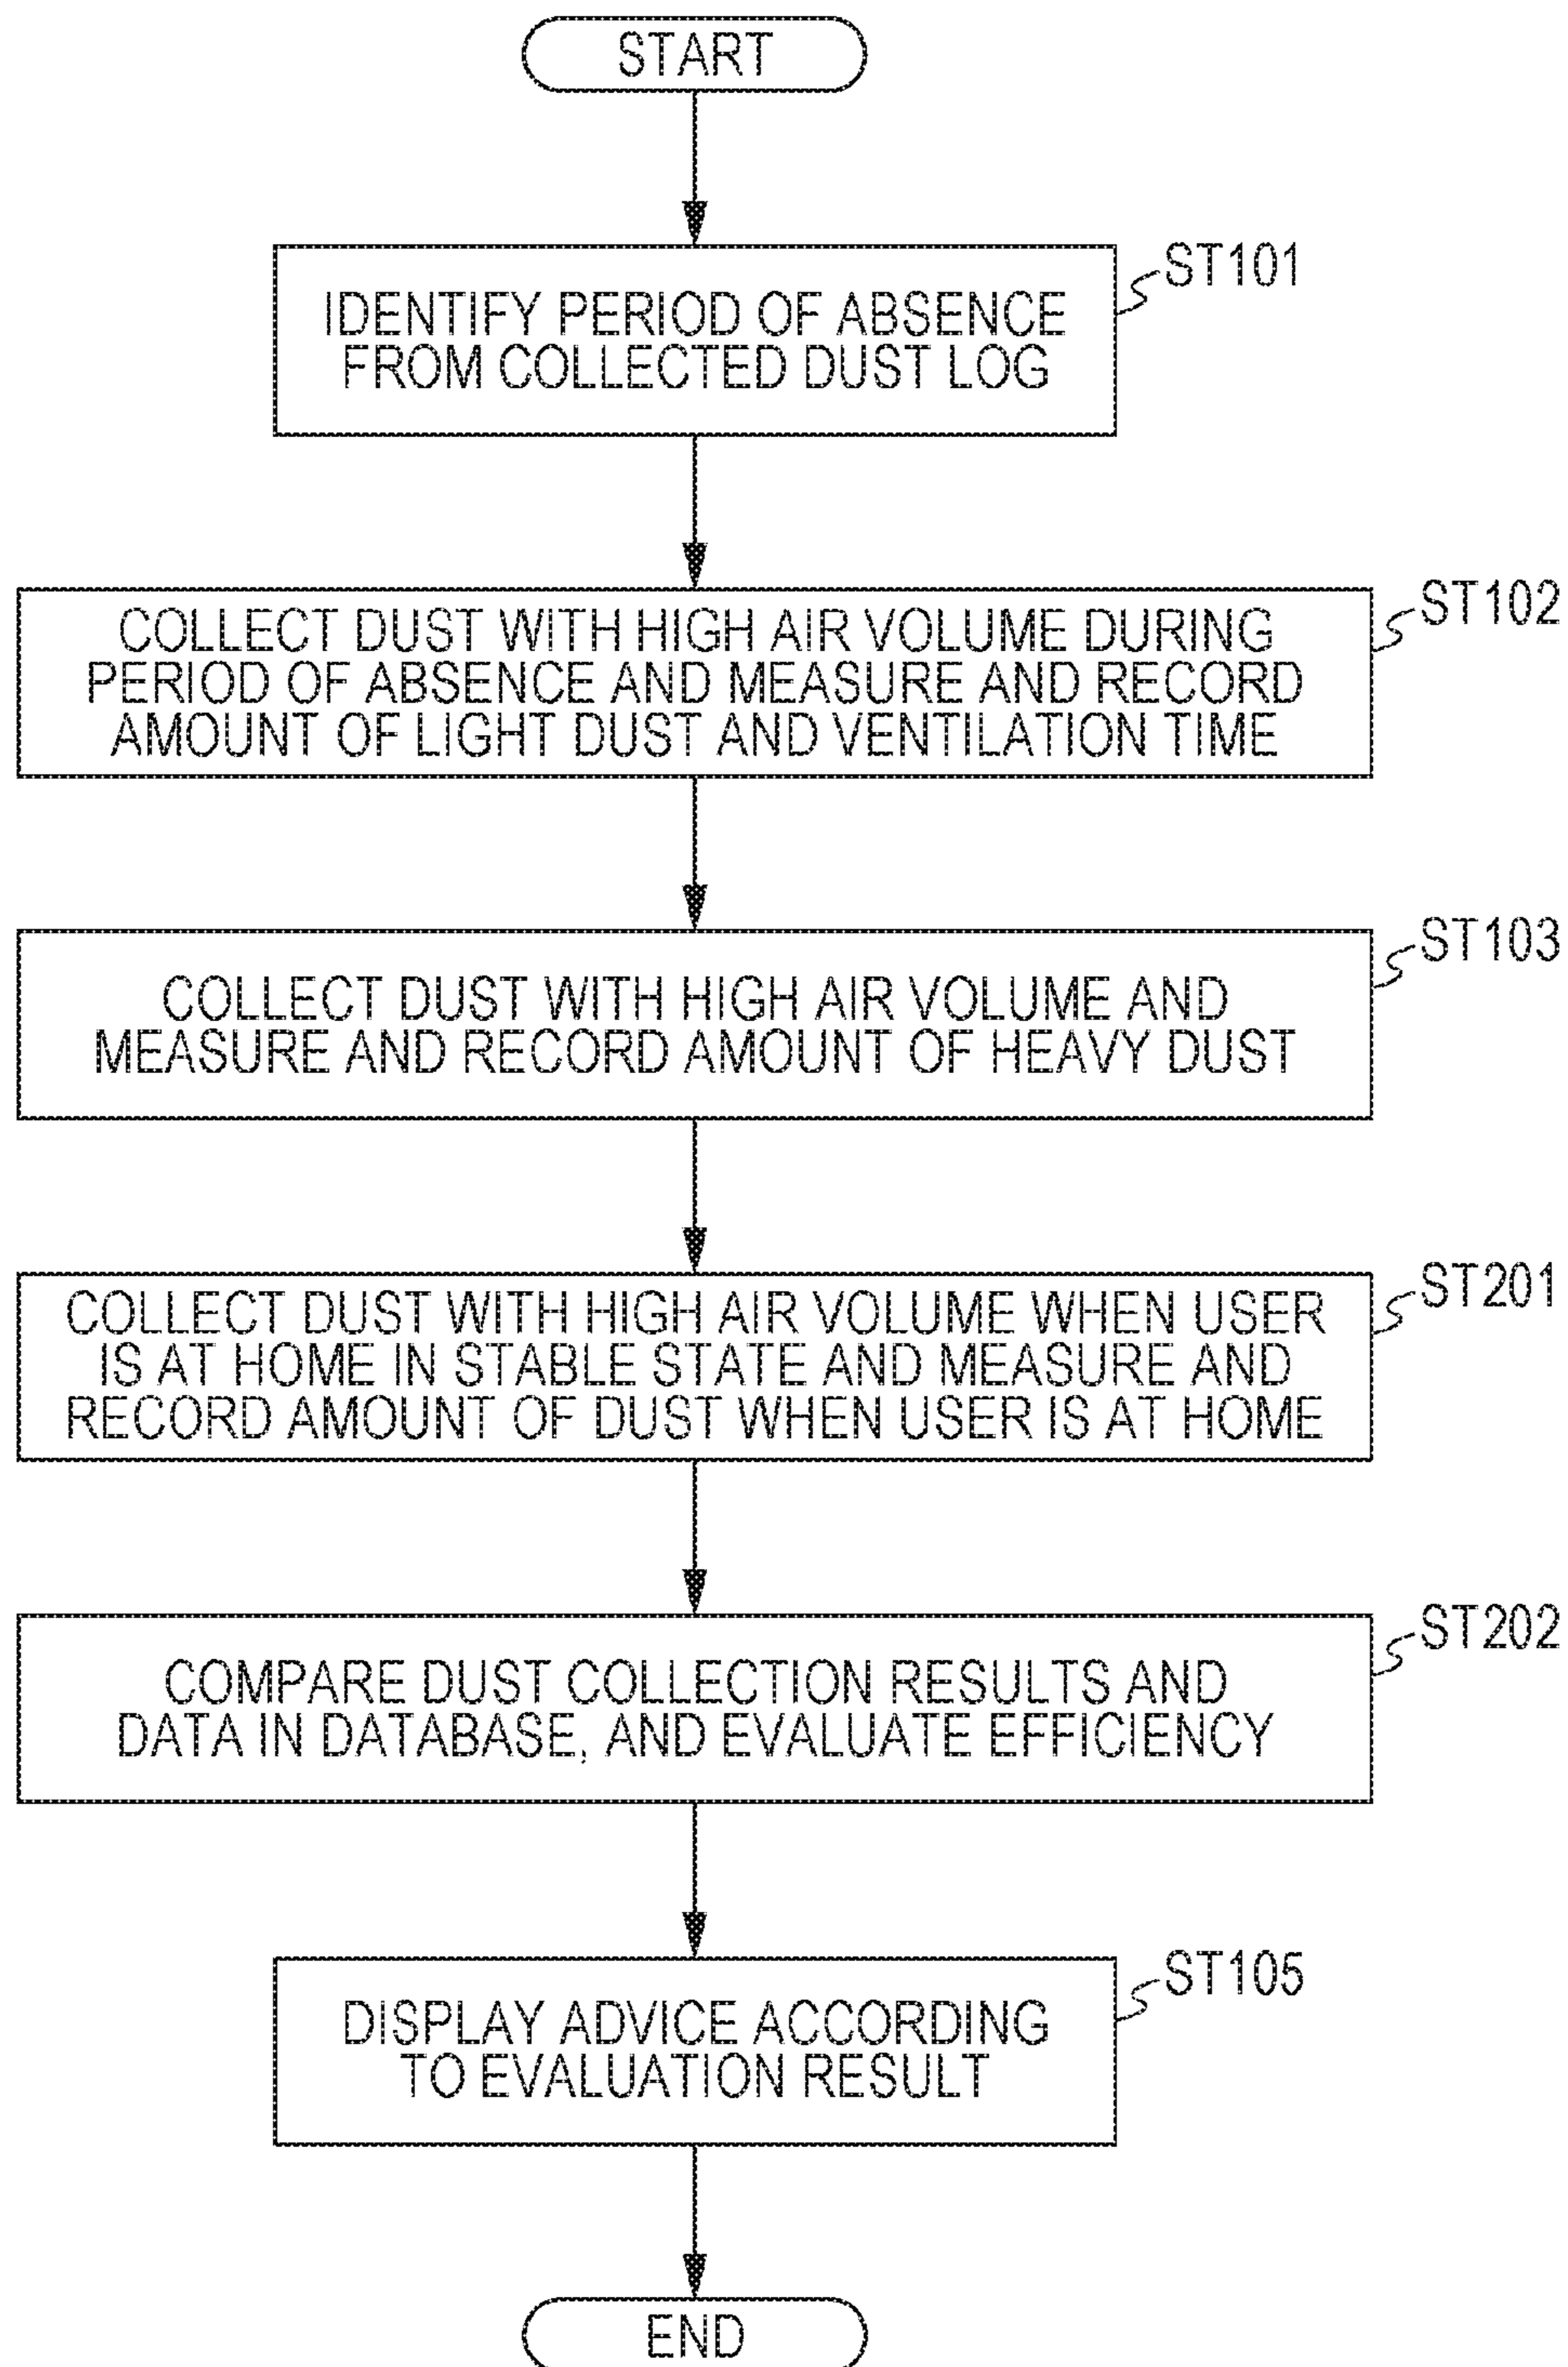 START
ST101
IDENTIFY PERIOD OF ABSENCE
FROM COLLECTED DUST LOG
ST102
COLLECT DUST WITH HIGH AIR VOLUME DURING
PERIOD OF ABSENCE AND MEASURE AND RECORD
AMOUNT OF LIGHT DUST AND VENTILATION TIME
ST103
COLLECT DUST WITH HIGH AIR VOLUME AND
MEASURE AND RECORD AMOUNT OF HEAVY DUST
ST201
COLLECT DUST WITH HIGH AIR VOLUME WHEN USER
IS AT HOME IN STABLE STATE AND MEASURE AND
RECORD AMOUNT OF DUST WHEN USER IS AT HOME
ST202
COMPARE DUST COLLECTION RESULTS AND
DATA IN DATABASE, AND EVALUATE EFFICIENCY
ST105
DISPLAY ADVICE ACCORDING
TO EVALUATION RESULT
END